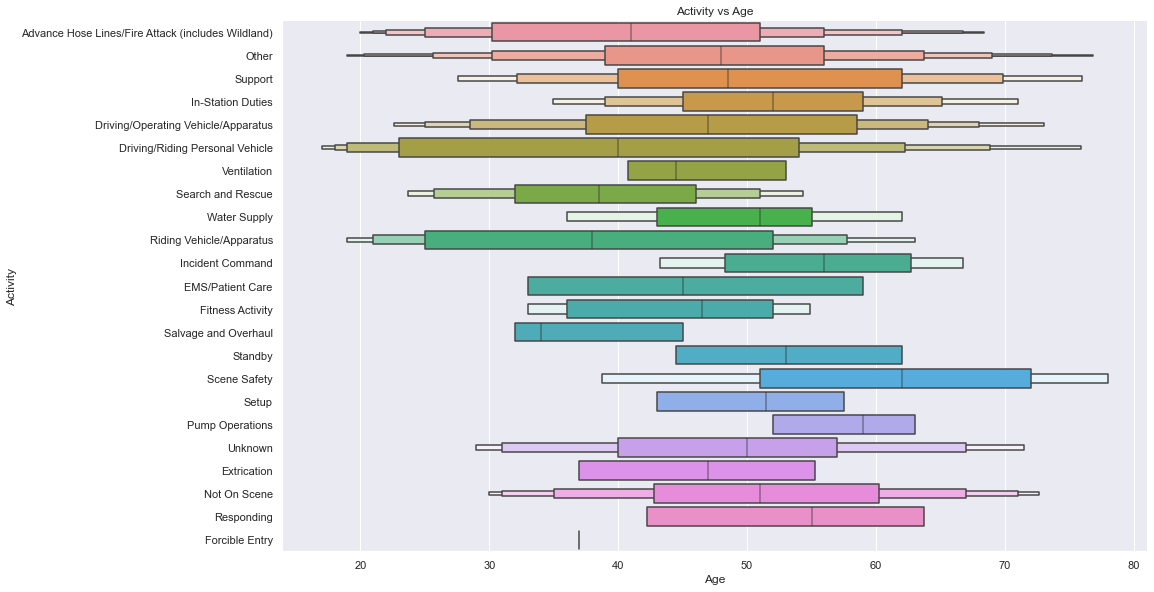 Activity vs Age
Activity
Advance Hose Lines/Fire Attack (includes Wildland)
Other
Support
In-Station Duties
Driving/Operating Vehicle/Apparatus
Driving/Riding Personal Vehicle
Ventilation
Search and Rescue
Water Supply
Riding Vehicle/Apparatus
Incident Command
EMS/Patient Care
Fitness Activity
Salvage and Overhaul
Standby
Scene Safety
Setup
Pump Operations
Unknown
Extrication
Not On Scene
Responding
Forcible Entry
20 30 40 50 60 70 80
Age